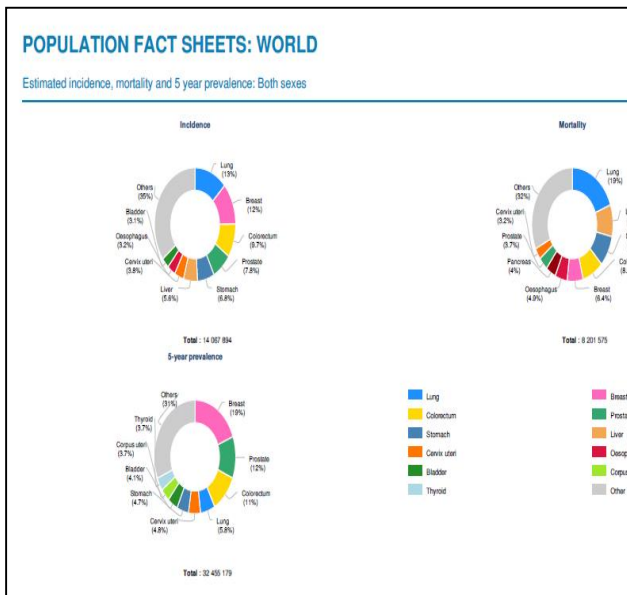 POPULATION FACT SHEETS: WORLD
Estimated incidence, mortality and 5 year prevalence: Both sexes
Incidence
Lung
(13%)
Breast
(12%)
Colorectum
(9.7%)
Prostate
(7.8%)
Stomach
(6.8%)
Liver
(5.6%)
Cervix uteri
(3.8%)
Oesophagus
(3.2%)
Bladder
(3.1%)
Others
(35%)
Total : 14 067 894
Mortality
Lung
(19%)
Breast
(6.4%)
Oesophagus
(4.9%)
Pancreas
(4%)
Prostate
(3.7%)
Cervix uteri
(3.2%)
Others
(32%)
Total : 8 201 575
5-year prevalence
Breast
(19%)
Prostate
(12%)
Colorectum
(11%)
Lung
(5.8%)
Cervix uteri
(4.8%)
Stomach
(4.7%)
Bladder
(4.1%)
Corpus uteri
(3.7%)
Thyroid
(3.7%)
Others
(31%)
Total : 32 455 179
Lung
Colorectum
Stomach
Cervix uteri
Bladder
Thyroid
Breast
Prosta
Liver
Oesop
Corpus
Other